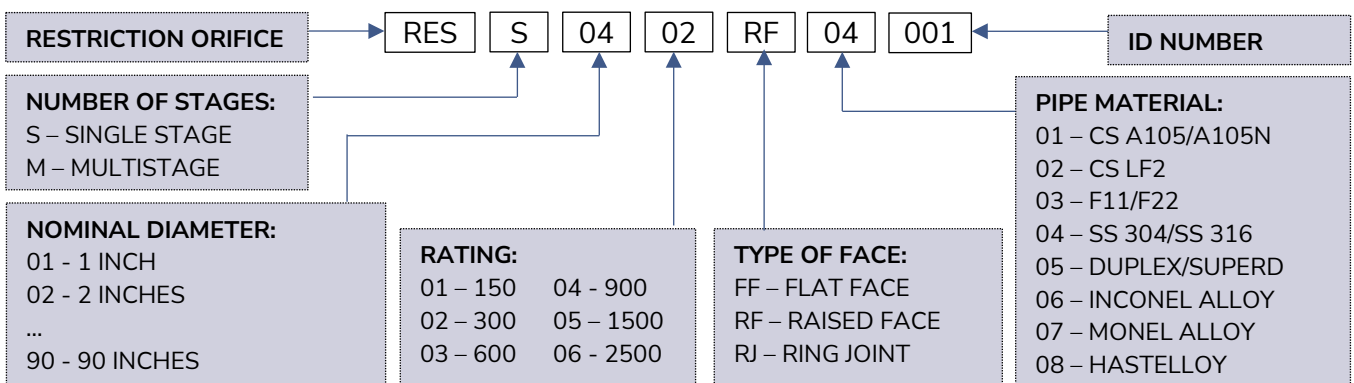 RESTRICTION ORIFICE
RES S 04 02 RF 04 001
ID NUMBER
NUMBER OF STAGES:
S – SINGLE STAGE
M – MULTISTAGE
NOMINAL DIAMETER:
01 - 1 INCH
02 - 2 INCHES
...
90 - 90 INCHES
RATING:
01 – 150 04 - 900
02 – 300 05 – 1500
03 – 600 06 - 2500
TYPE OF FACE:
FF – FLAT FACE
RF – RAISED FACE
RJ – RING JOINT
PIPE MATERIAL:
01 – CS A105/A105N
02 – CS LF2
03 – F11/F22
04 – SS 304/SS 316
05 – DUPLEX/SUPERD
06 – INCONEL ALLOY
07 – MONEL ALLOY
08 – HASTELLOY